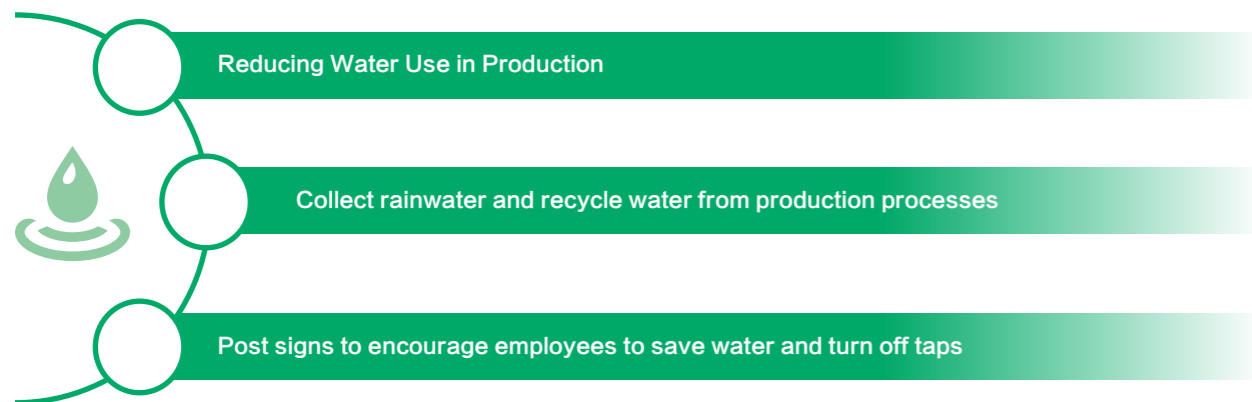 Reducing Water Use in Production
Collect rainwater and recycle water from production processes
Post signs to encourage employees to save water and turn off taps